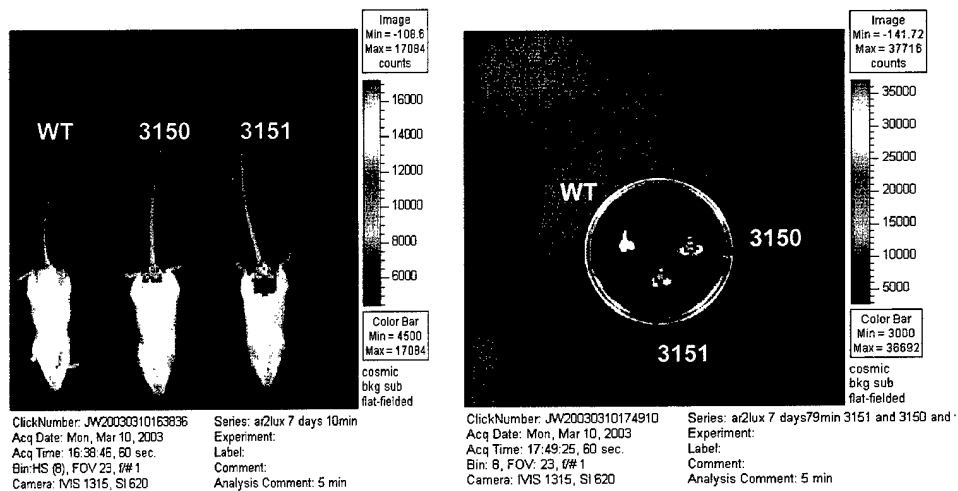 Image
Min = -108.6
Max = 17084
counts
16000
14000
12000
10000
8000
6000
Color Bar
Min = 4500
Max = 17084
cosmic
bkg sub
flat-fielded
WT 3150 3151
ClickNumber: JW20030310163836
Acq Date: Mon, Mar 10, 2003
Acq Time: 16:38:46, 60 sec.
Bin:HS (8), FOV 23, f/# 1
Camera: IVIS 1315, SI 620
Series: ar2lux 7 days 10min
Experiment:
Label:
Comment:
Analysis Comment: 5 min
Image
Min = -141.72
Max = 37716
counts
35000
30000
25000
20000
15000
10000
5000
Color Bar
Min = 3000
Max = 36692
cosmic
bkg sub
flat-fielded
WT
3150
3151
ClickNumber: JW20030310174910
Acq Date: Mon, Mar 10, 2003
Acq Time: 17:49:25, 60 sec.
Bin: 8, FOV: 23, f/# 1
Camera: IVIS 1315, SI 620
Series: ar2lux 7 days79min 3151 and 3150 and
Experiment:
Label:
Comment:
Analysis Comment: 5 min